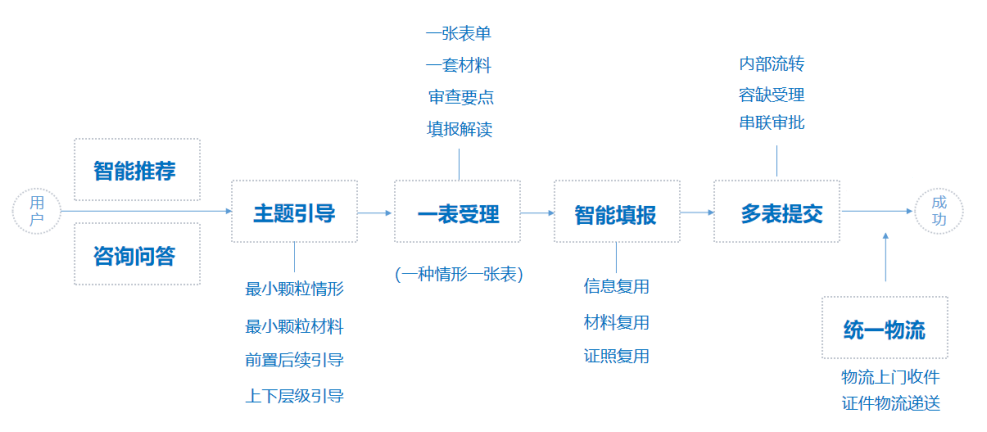 用户
智能推荐
咨询问答
主题引导
最小颗粒情形
最小颗粒材料
前置后续引导
上下层级引导
一张表单
一套材料
审查要点
填报解读
一表受理
(一种情形一张表)
智能填报
信息复用
材料复用
证照复用
内部流转
容缺受理
串联审批
多表提交
成功
统一物流
物流上门收件
证件物流递送